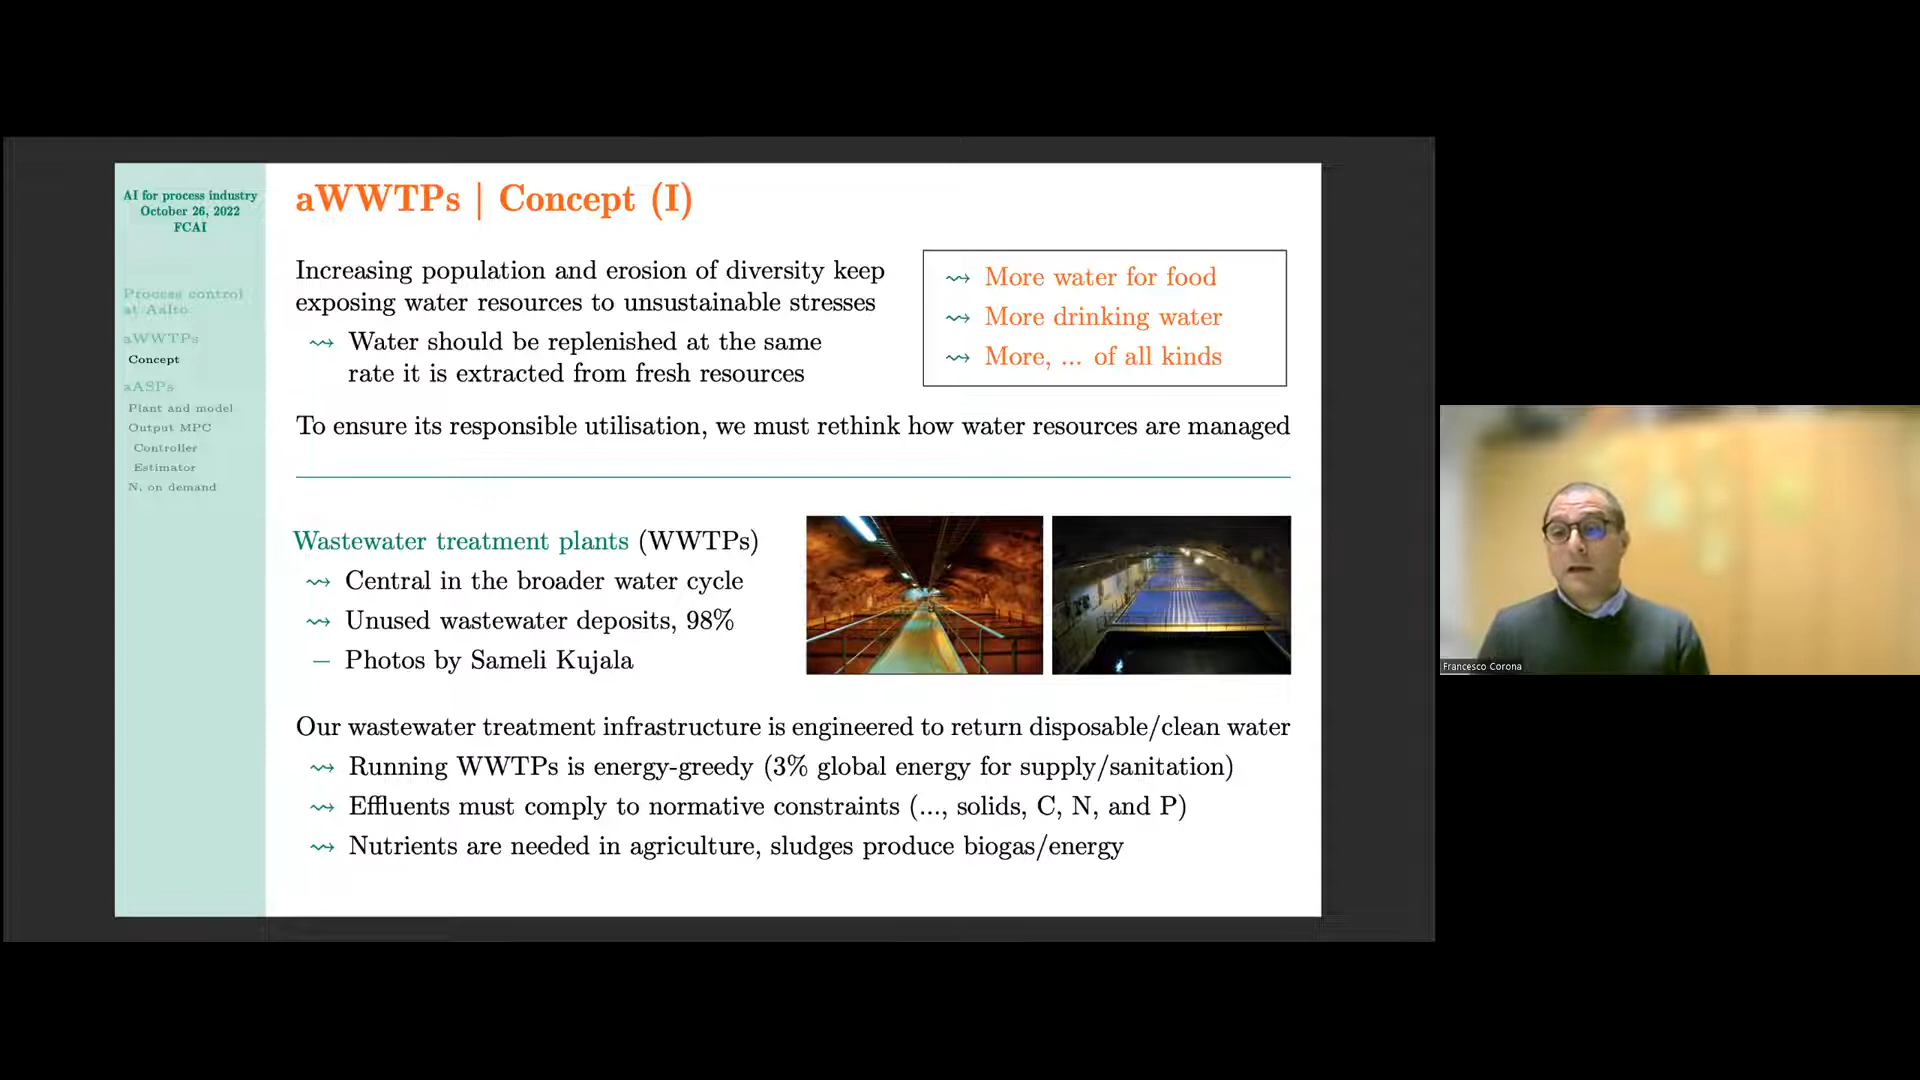 AI for process industry
October 26, 2022
FCAI
Process control
at Aalto
aWWTPs
Concept
aASPs
Plant and model
Output MPC
Controller
Estimator
N, on demand
aWWTPs | Concept (I)
Increasing population and erosion of diversity keep
exposing water resources to unsustainable stresses
⇝ Water should be replenished at the same
rate it is extracted from fresh resources
⇝ More water for food
⇝ More drinking water
⇝ More, ... of all kinds
To ensure its responsible utilisation, we must rethink how water resources are managed
Wastewater treatment plants (WWTPs)
⇝ Central in the broader water cycle
⇝ Unused wastewater deposits, 98%
– Photos by Sameli Kujala
Our wastewater treatment infrastructure is engineered to return disposable/clean water
⇝ Running WWTPs is energy-greedy (3% global energy for supply/sanitation)
⇝ Effluents must comply to normative constraints (..., solids, C, N, and P)
⇝ Nutrients are needed in agriculture, sludges produce biogas/energy
Francesco Corona